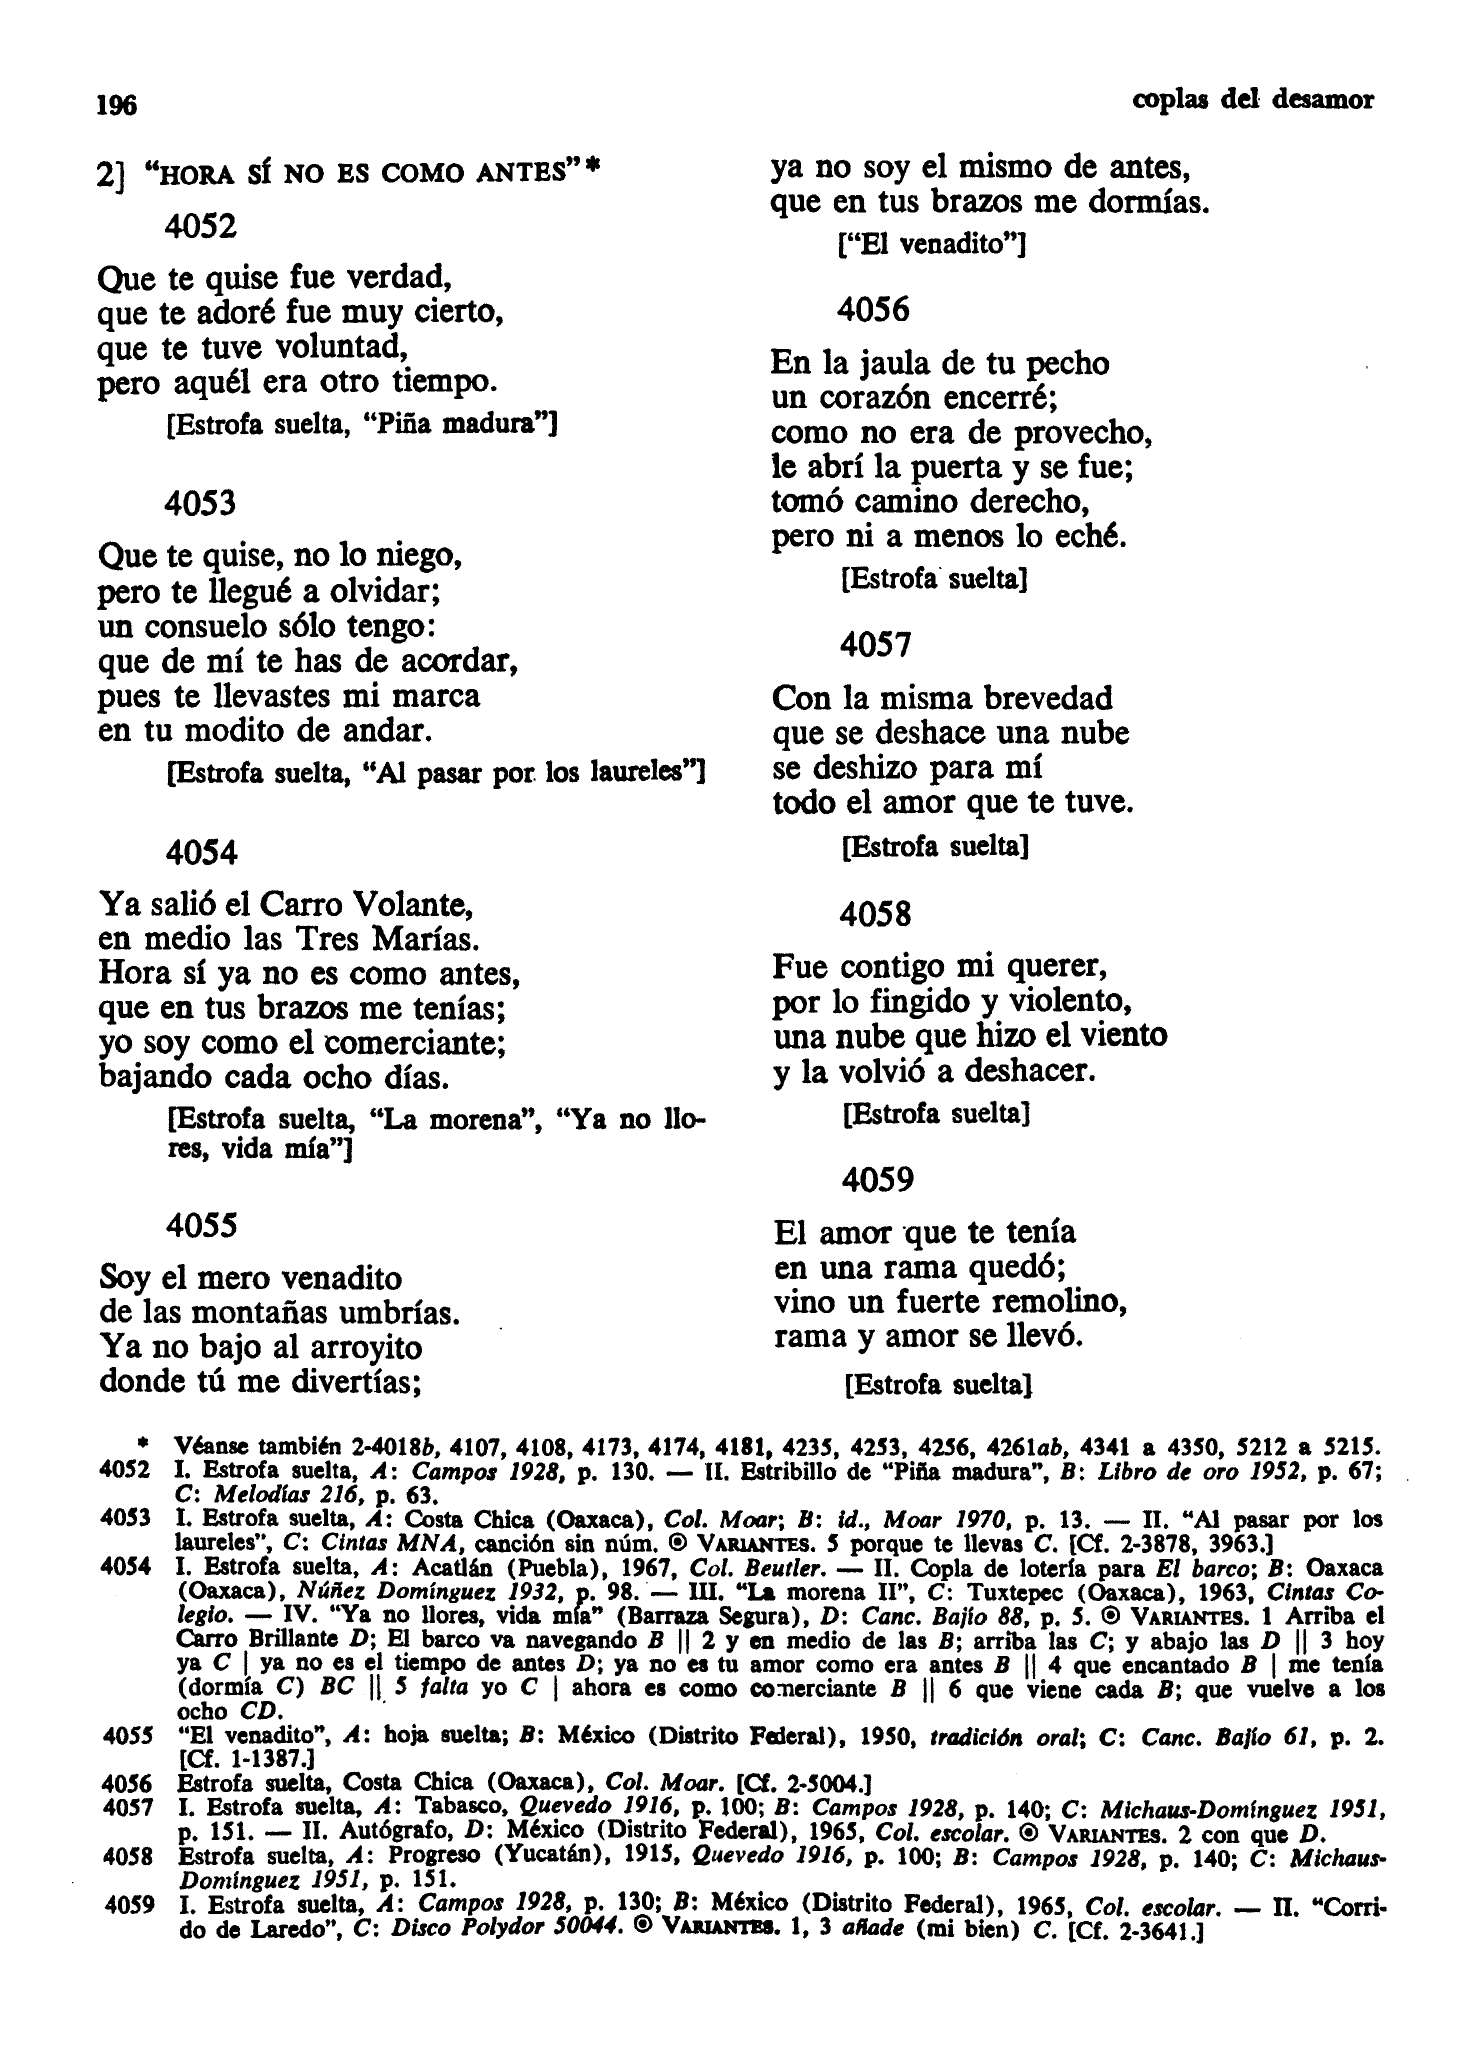 196
coplas del desamor
2] “HORA SÍ NO ES COMO ANTES”*
4052
Que te quise fue verdad,
que te adoré fue muy cierto,
que te tuve voluntad,
pero aquél era otro tiempo.
[Estrofa suelta, “Piña madura”]
4053
Que te quise, no lo niego,
pero te llegué a olvidar;
un consuelo sólo tengo:
que de mí te has de acordar,
pues te llevastes mi marca
en tu modito de andar.
[Estrofa suelta, “Al pasar por los laureles”]
4054
Ya salió el Carro Volante,
en medio las Tres Marías.
Hora sí ya no es como antes,
que en tus brazos me tenías;
yo soy como el comerciante;
bajando cada ocho días.
[Estrofa suelta, “La morena”, “Ya no llo-
res, vida mía”]
4055
Soy el mero venadito
de las montañas umbrías.
Ya no bajo al arroyito
donde tú me divertías;
ya no soy el mismo de antes,
que en tus brazos me dormías.
[“El venadito”]
4056
En la jaula de tu pecho
un corazón encerré;
como no era de provecho,
le abrí la puerta y se fue;
tomó camino derecho,
pero ni a menos lo eché.
[Estrofa suelta]
4057
Con la misma brevedad
que se deshace una nube
se deshizo para mí
todo el amor que te tuve.
[Estrofa suelta]
4058
Fue contigo mi querer,
por lo fingido y violento,
una nube que hizo el viento
y la volvió a deshacer.
[Estrofa suelta]
4059
El amor que te tenía
en una rama quedó;
vino un fuerte remolino,
rama y amor se llevó.
[Estrofa suelta]
* Véanse también 2-4018b, 4107, 4108, 4173, 4174, 4181, 4235, 4253, 4256, 4261ab, 4341 a 4350, 5212 a 5215.
4052 I. Estrofa suelta, A: Campos 1928, p. 130. — II. Estribillo de “Piña madura”, B: Libro de oro 1952, p. 67;
C: Melodías 216, p. 63.
4053 I. Estrofa suelta, A: Costa Chica (Oaxaca), Col. Moar; B: id., Moar 1970, p. 13. — II. “Al pasar por los
laureles”, C: Cintas MNA, canción sin núm. ® VARIANTES. 5 porque te llevas C. [Cf. 2-3878, 3963.]
4054 I. Estrofa suelta, A: Acatlán (Puebla), 1967, Col. Beutler. — II. Copla de lotería para El barco; B: Oaxaca
(Oaxaca), Núñez Domínguez 1932, p. 98. — III. “La morena II”, C: Tuxtepec (Oaxaca), 1963, Cintas Co-
legio. — IV. “Ya no llores, vida mía” (Barraza Segura), D: Canc. Bajío 88, p. 5. ® VARIANTES. 1 Arriba el
Carro Brillante D; El barco va navegando B || 2 y en medio de las B; arriba las C; y abajo las D || 3 hoy
ya C | ya no es el tiempo de antes D; ya no es tu amor como era antes B || 4 que encantado B | me tenía
(dormía C) BC || 5 falta yo C | ahora es como comerciante B || 6 que viene cada B; que vuelve a los
ocho CD.
4055 “El venadito”, A: hoja suelta; B: México (Distrito Federal), 1950, tradición oral; C: Canc. Bajío 61, p. 2.
[Cf. 1-1387.]
4056 Estrofa suelta, Costa Chica (Oaxaca), Col. Moar. [Cf. 2-5004.]
4057 I. Estrofa suelta, A: Tabasco, Quevedo 1916, p. 100; B: Campos 1928, p. 140; C: Michaus-Domínguez 1951,
p. 151. — II. Autógrafo, D: México (Distrito Federal), 1965, Col. escolar. ® VARIANTES. 2 con que D.
4058 Estrofa suelta, A: Progreso (Yucatán), 1915, Quevedo 1916, p. 100; B: Campos 1928, p. 140; C: Michaus-
Domínguez 1951, p. 151.
4059 I. Estrofa suelta, A: Campos 1928, p. 130; B: México (Distrito Federal), 1965, Col. escolar. — II. “Corri-
do de Laredo”, C: Disco Polydor 50044. ® VARIANTES. 1, 3 añade (mi bien) C. [Cf. 2-3641.]